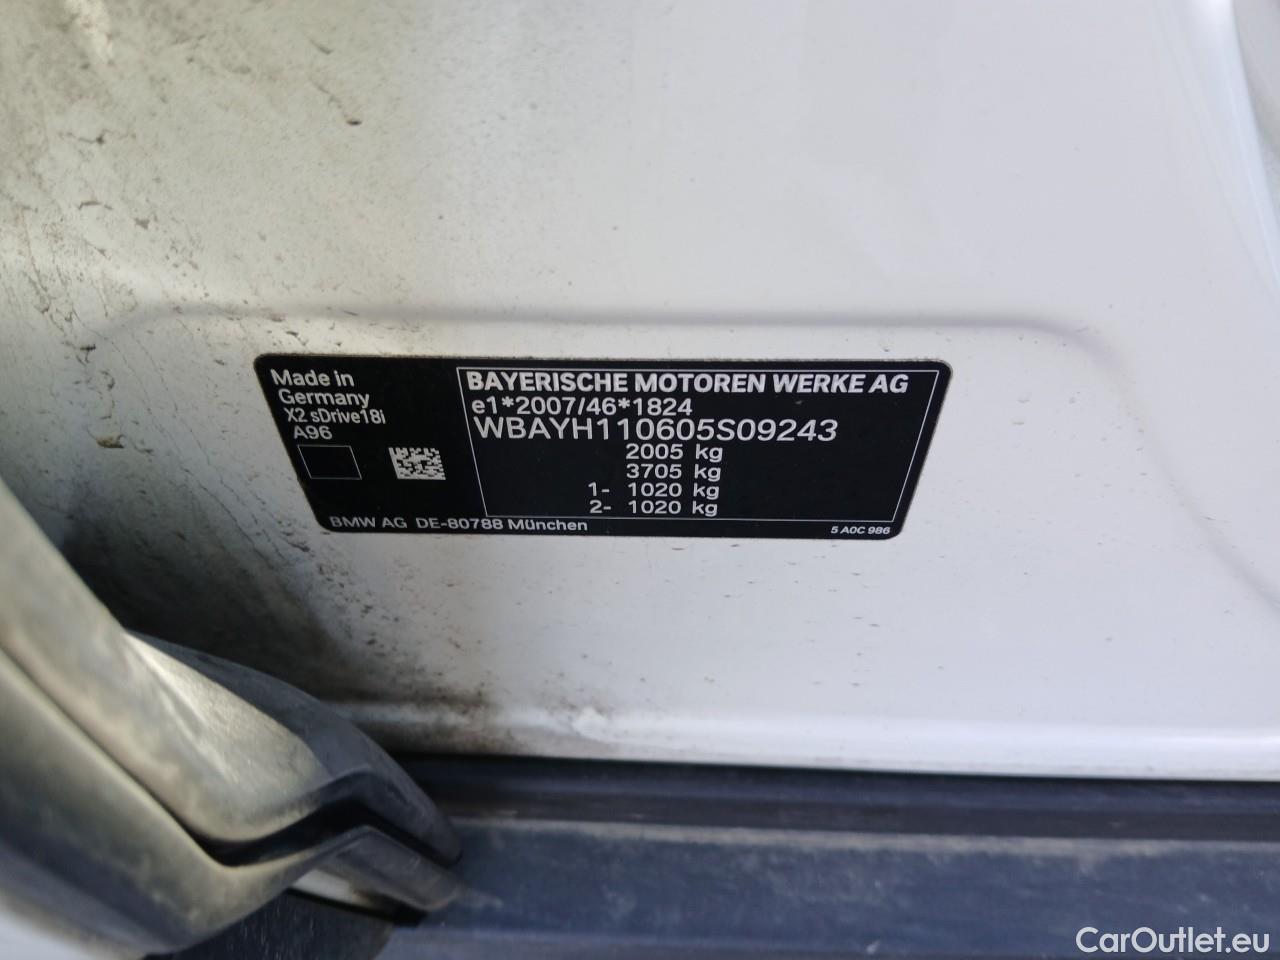 Made in
Germany
X2 sDrive18i
A96
BAYERISCHE MOTOREN WERKE AG
e1*2007/46*1824
WBAYH110605S09243
2005 kg
3705 kg
1- 1020 kg
2- 1020 kg
BMW AG DE-80788 München
5 A0C 986
CarOutlet.eu